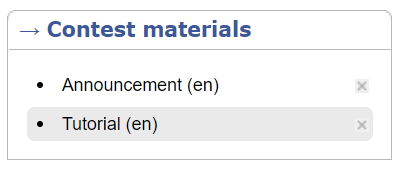 → Contest materials
• Announcement (en)
• Tutorial (en)